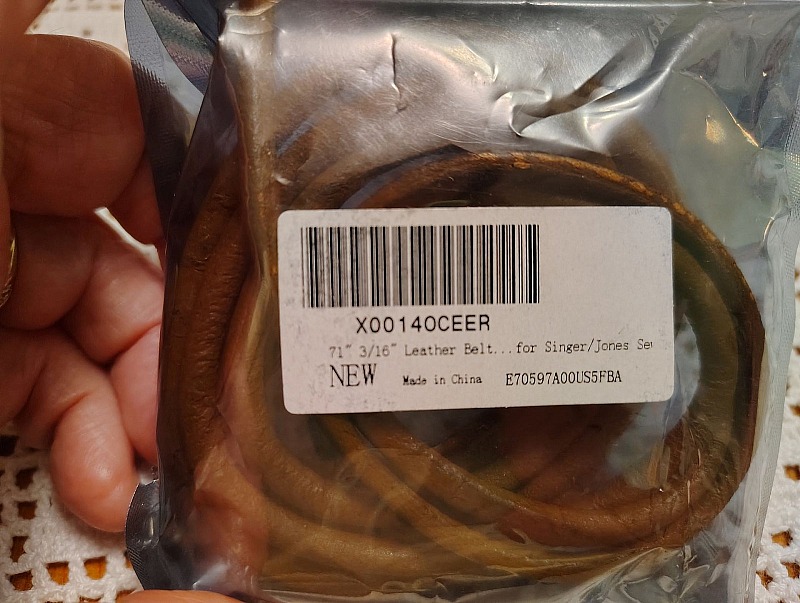 X00140CEER
71" 3/16" Leather Belt...for Singer/Jones
NEW Made in China E70597A00US5FBA